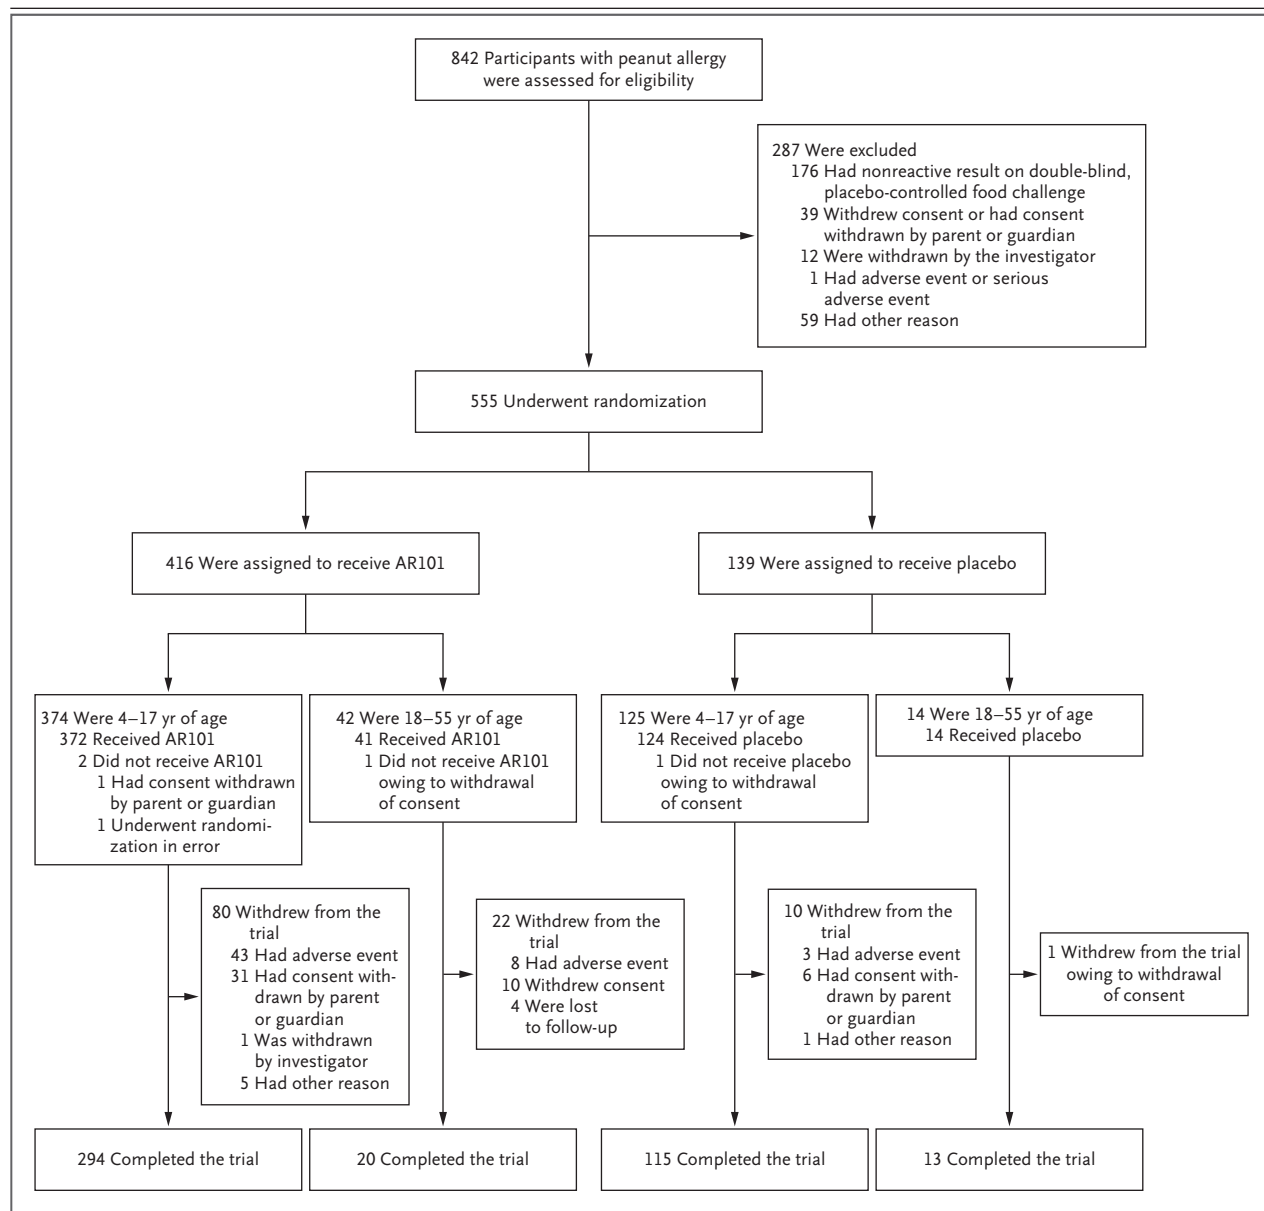 842 Participants with peanut allergy
were assessed for eligibility
287 Were excluded
176 Had nonreactive result on double-blind,
placebo-controlled food challenge
39 Withdrew consent or had consent
withdrawn by parent or guardian
12 Were withdrawn by the investigator
1 Had adverse event or serious
adverse event
59 Had other reason
555 Underwent randomization
416 Were assigned to receive AR101
139 Were assigned to receive placebo
374 Were 4–17 yr of age
372 Received AR101
2 Did not receive AR101
1 Had consent withdrawn
by parent or guardian
1 Underwent randomi-
zation in error
42 Were 18–55 yr of age
41 Received AR101
1 Did not receive AR101
owing to withdrawal
of consent
125 Were 4–17 yr of age
124 Received placebo
1 Did not receive placebo
owing to withdrawal
of consent
14 Were 18–55 yr of age
14 Received placebo
80 Withdrew from the
trial
43 Had adverse event
31 Had consent with-
drawn by parent
or guardian
1 Was withdrawn
by investigator
5 Had other reason
22 Withdrew from the
trial
8 Had adverse event
10 Withdrew consent
4 Were lost
to follow-up
10 Withdrew from the
trial
3 Had adverse event
6 Had consent with-
drawn by parent
or guardian
1 Had other reason
1 Withdrew from the trial
owing to withdrawal
of consent
294 Completed the trial
20 Completed the trial
115 Completed the trial
13 Completed the trial